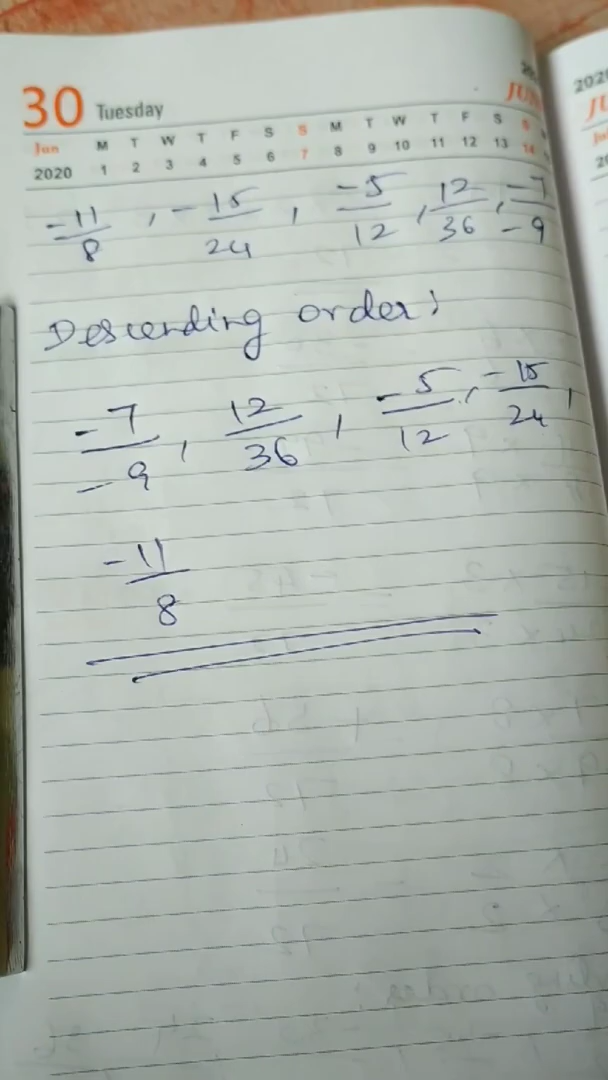 30 Tuesday
Jan 2020
M T W T F S S M T W T F S S
1 2 3 4 5 6 7 8 9 10 11 12 13 14
-11/8 , -15/24 , -5/12 , 12/36 , -7/-9
Descending order:
-7/-9 , 12/36 , -5/12 , -15/24 ,
-11/8